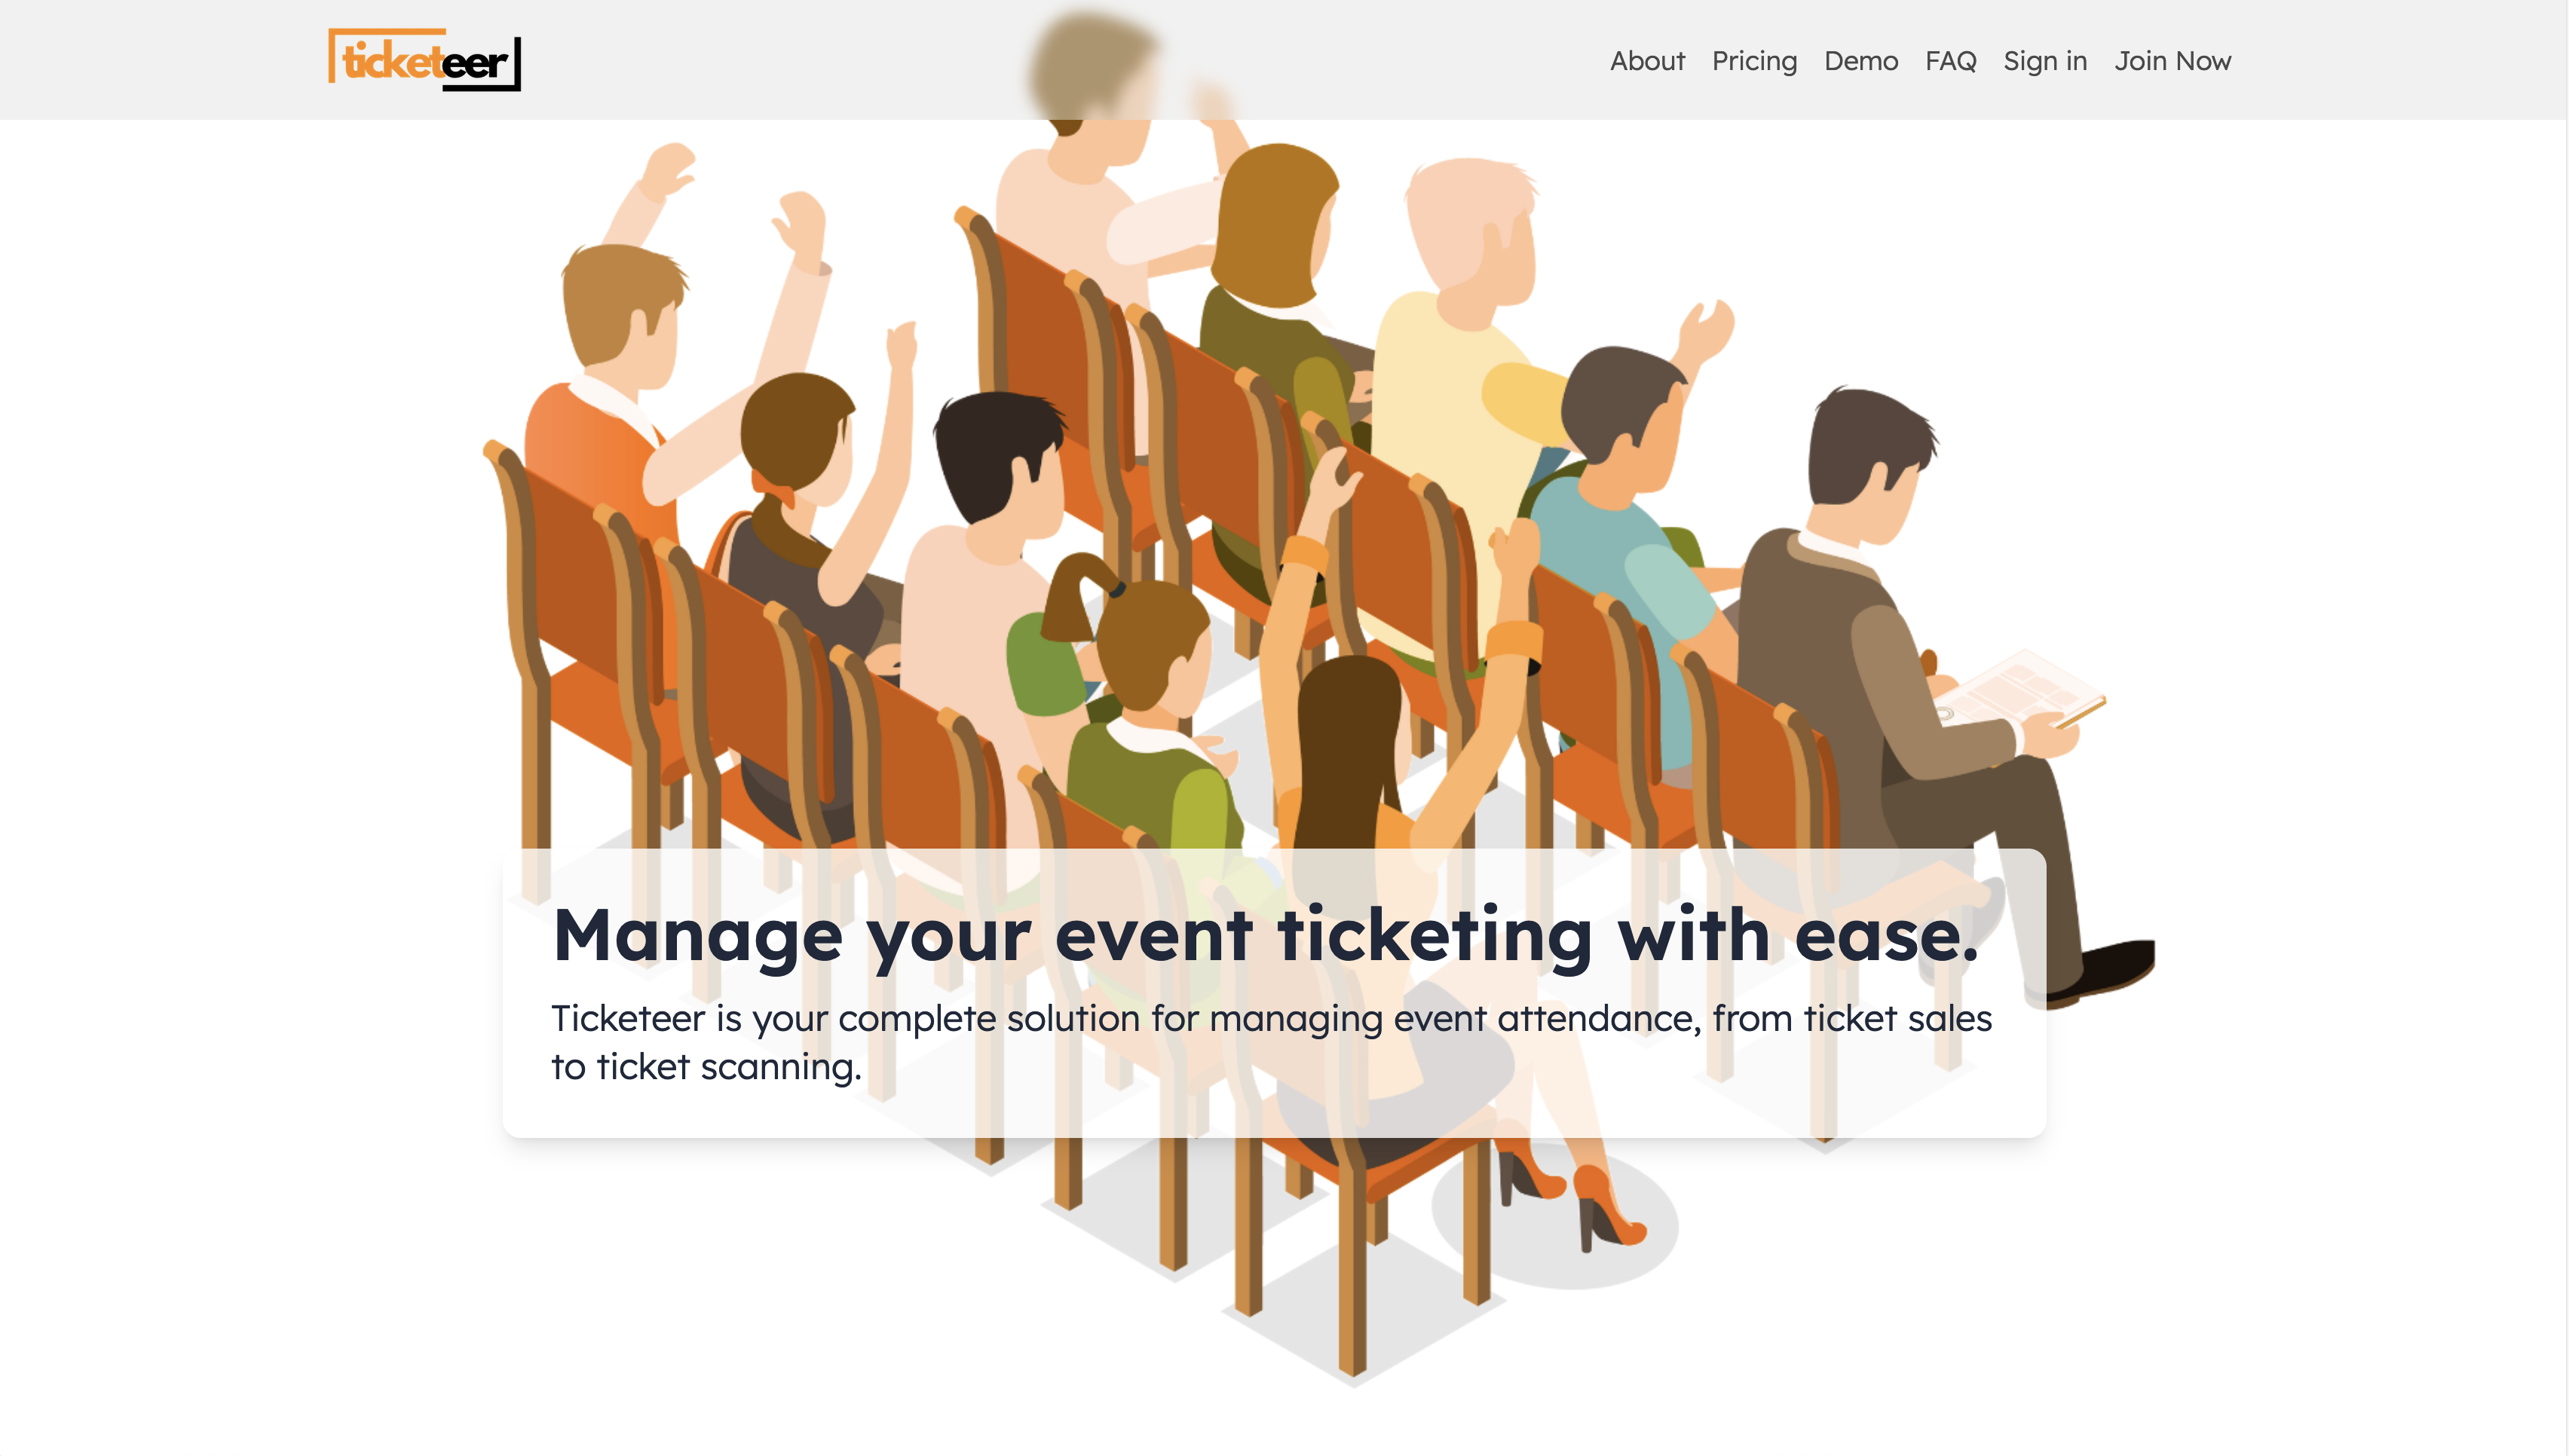 ticketeer
About Pricing Demo FAQ Sign in Join Now
Manage your event ticketing with ease.
Ticketeer is your complete solution for managing event attendance, from ticket sales
to ticket scanning.